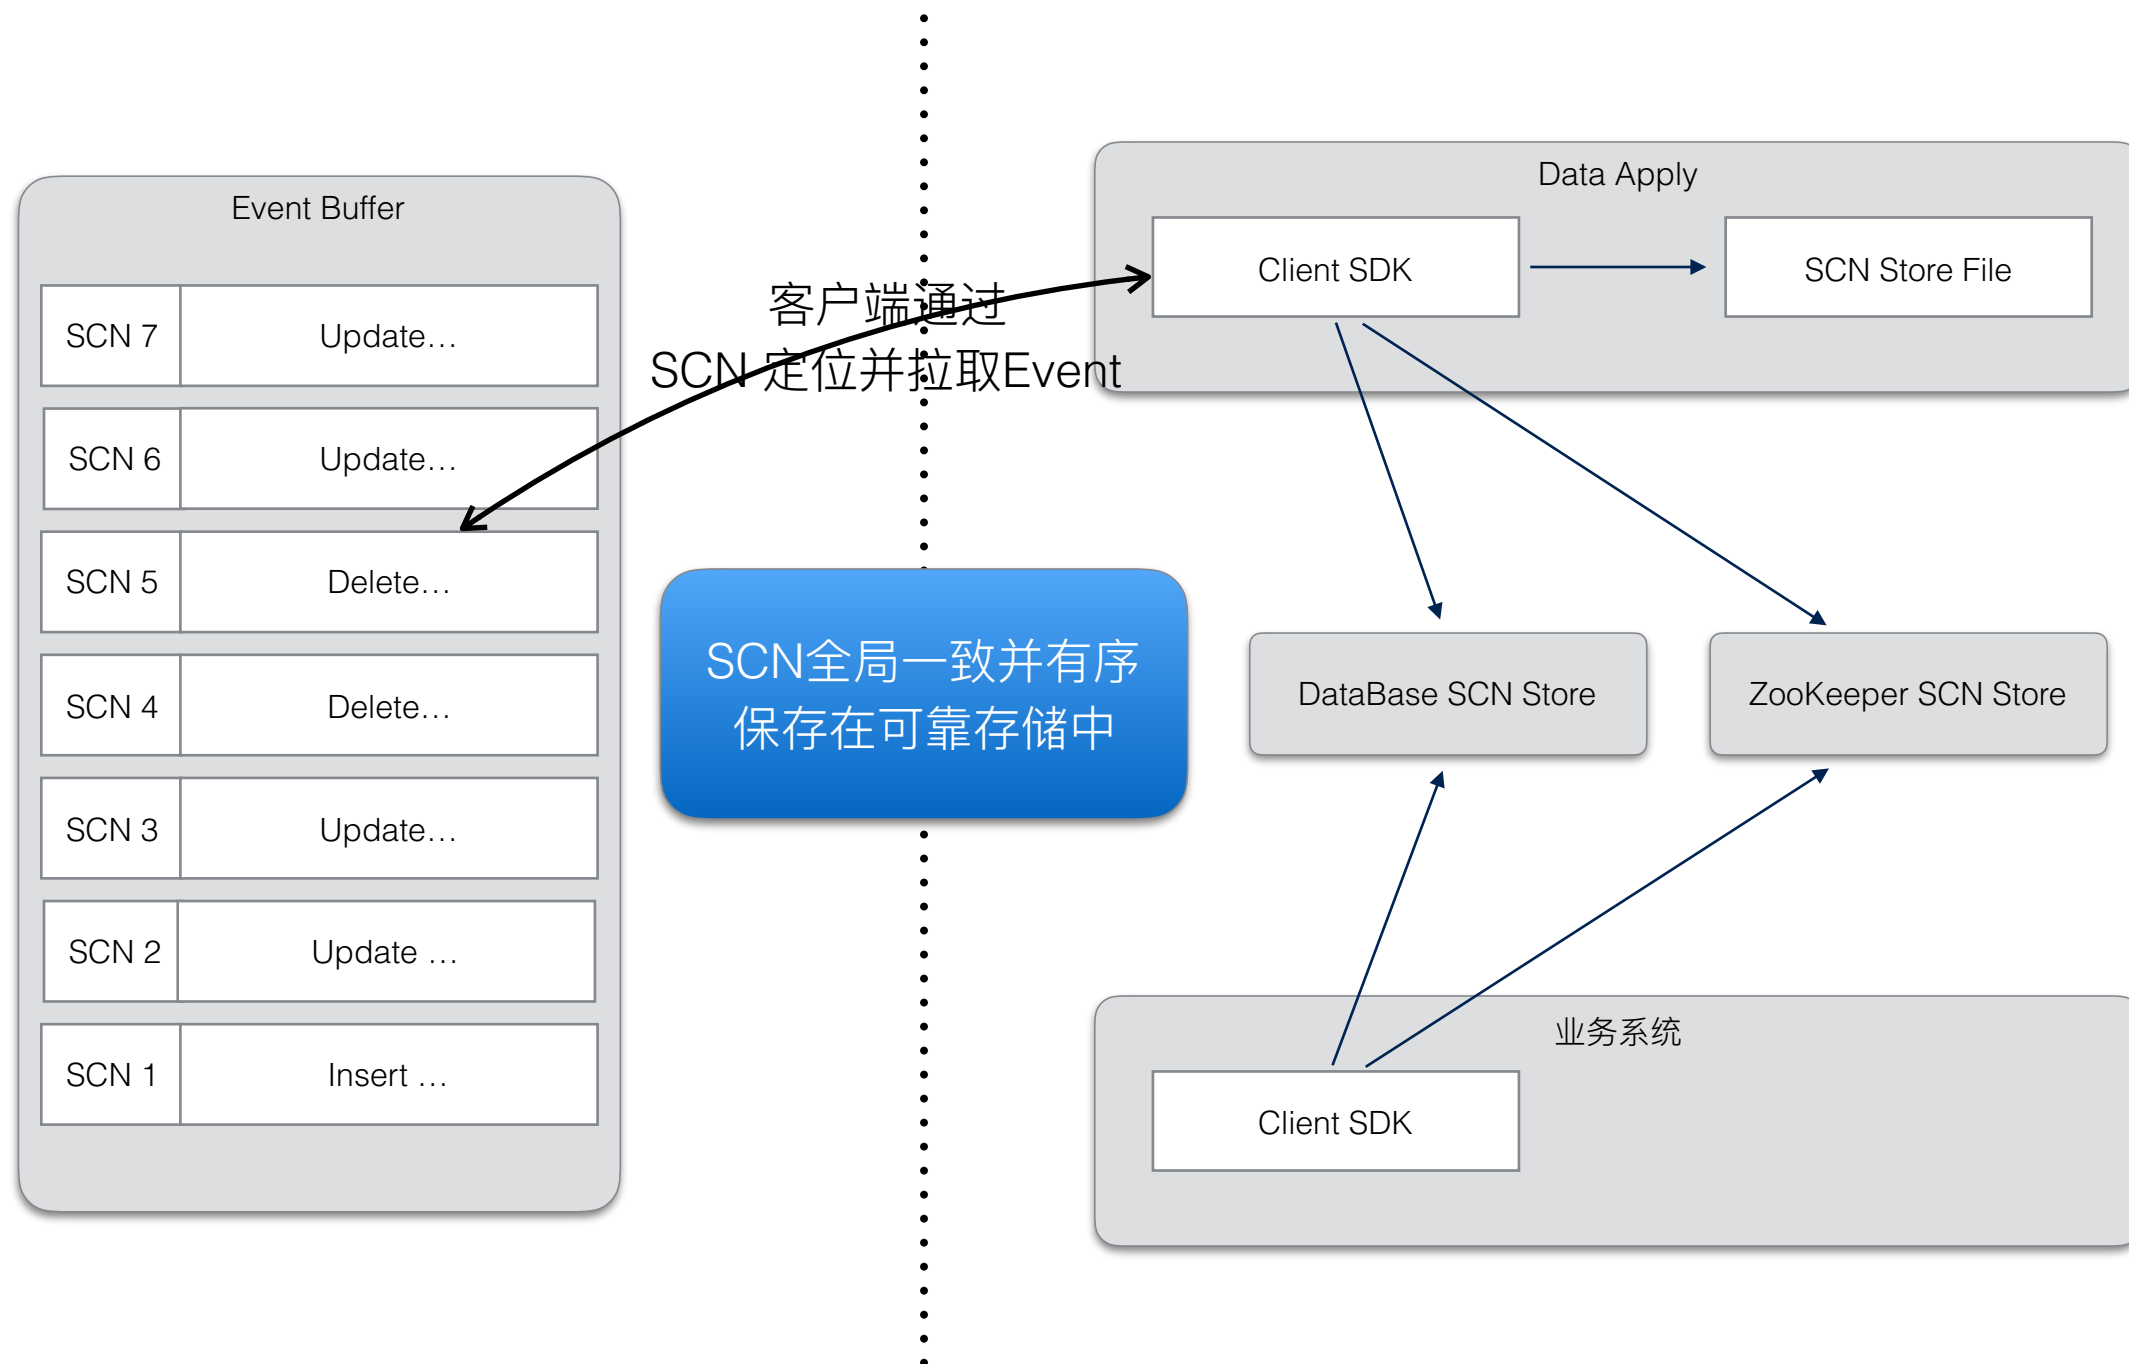 Event Buffer
SCN 7 Update…
SCN 6 Update…
SCN 5 Delete…
SCN 4 Delete…
SCN 3 Update…
SCN 2 Update …
SCN 1 Insert …
客户端通过
SCN 定位并拉取Event
SCN全局一致并有序
保存在可靠存储中
Data Apply
Client SDK
SCN Store File
DataBase SCN Store
ZooKeeper SCN Store
业务系统
Client SDK